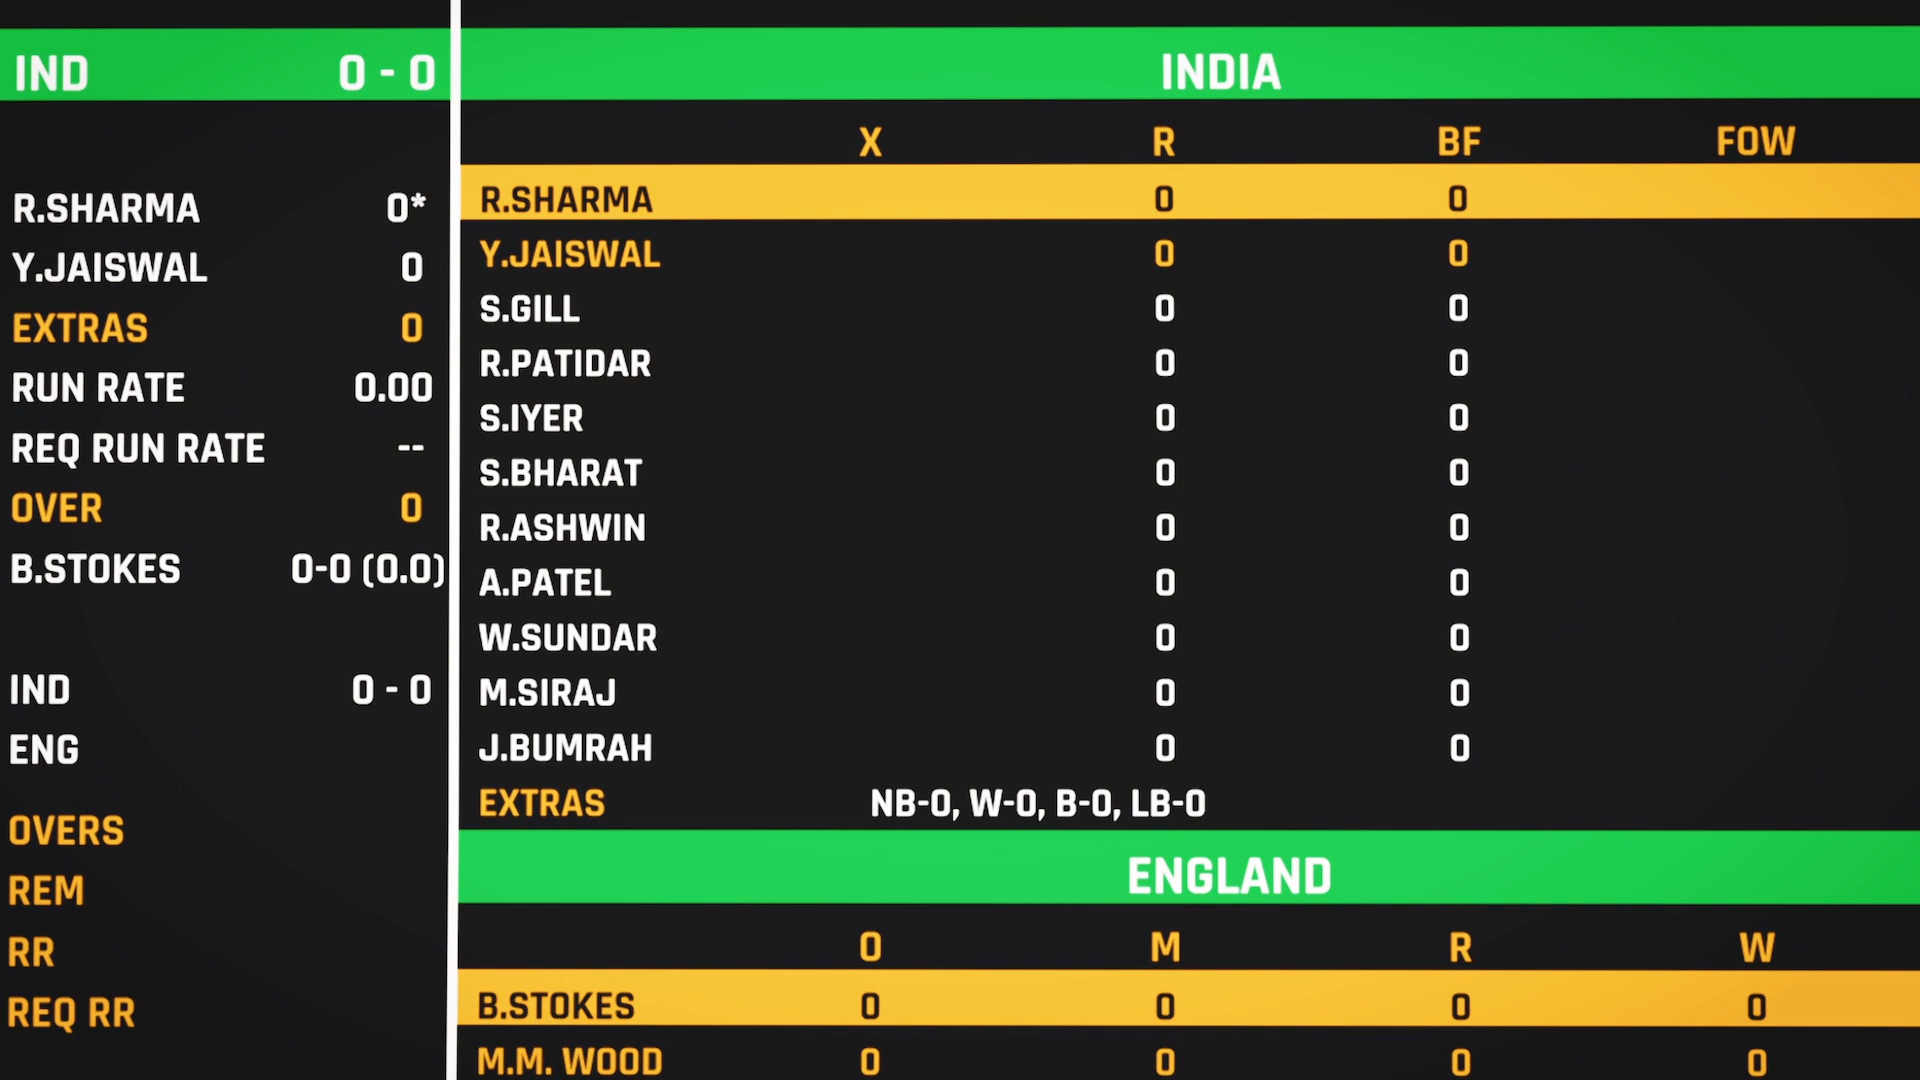 IND 0 - 0
R.SHARMA 0*
Y.JAISWAL 0
EXTRAS 0
RUN RATE 0.00
REQ RUN RATE --
OVER 0
B.STOKES 0-0 (0.0)
IND 0 - 0
ENG
OVERS
REM
RR
REQ RR
INDIA
X R BF FOW
R.SHARMA 0 0
Y.JAISWAL 0 0
S.GILL 0 0
R.PATIDAR 0 0
S.IYER 0 0
S.BHARAT 0 0
R.ASHWIN 0 0
A.PATEL 0 0
W.SUNDAR 0 0
M.SIRAJ 0 0
J.BUMRAH 0 0
EXTRAS NB-0, W-0, B-0, LB-0
ENGLAND
O M R W
B.STOKES 0 0 0 0
M.M. WOOD 0 0 0 0